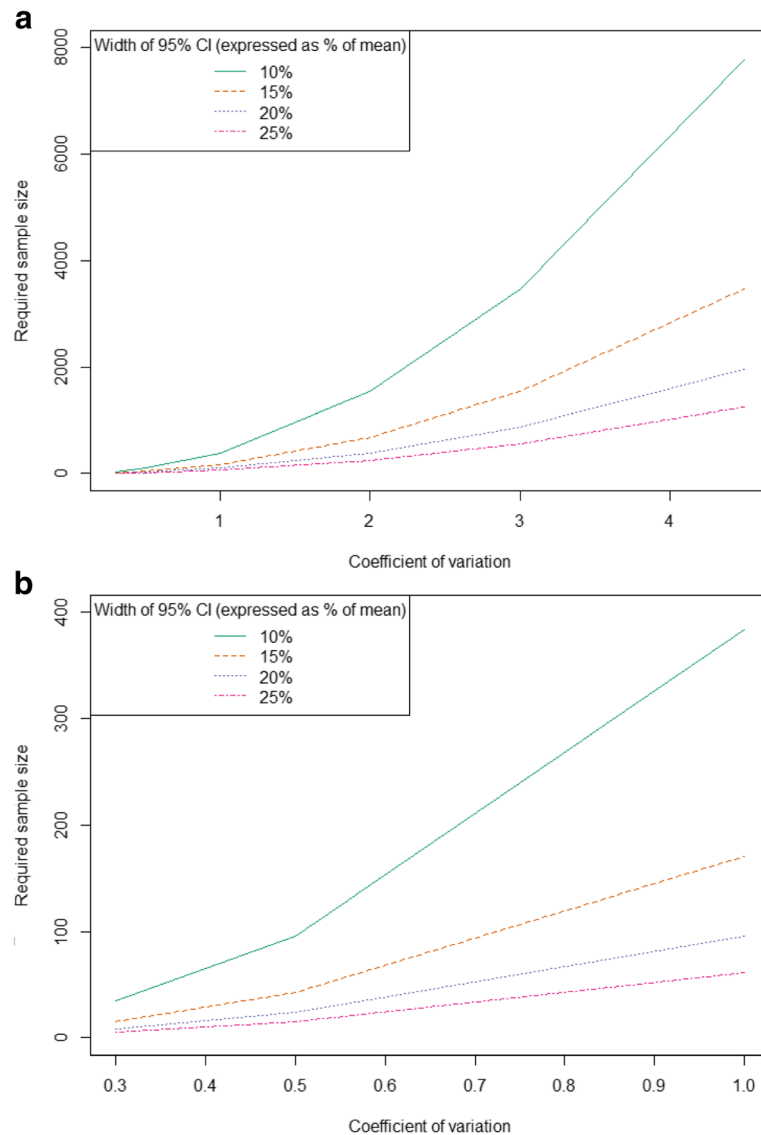 a
Width of 95% CI (expressed as % of mean)
10%
15%
20%
25%
Required sample size
8000
6000
4000
2000
0
1 2 3 4
Coefficient of variation
b
Width of 95% CI (expressed as % of mean)
10%
15%
20%
25%
Required sample size
400
300
200
100
0
0.3 0.4 0.5 0.6 0.7 0.8 0.9 1.0
Coefficient of variation